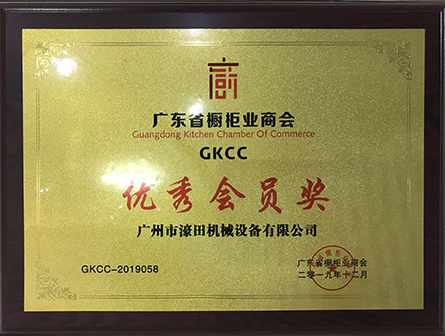 广东省橱柜业商会
Guangdong Kitchen Chamber Of Commerce
GKCC
优秀会员奖
广州市濠田机械设备有限公司
GKCC-2019058
广东省橱柜业商会
二零一九年十二月